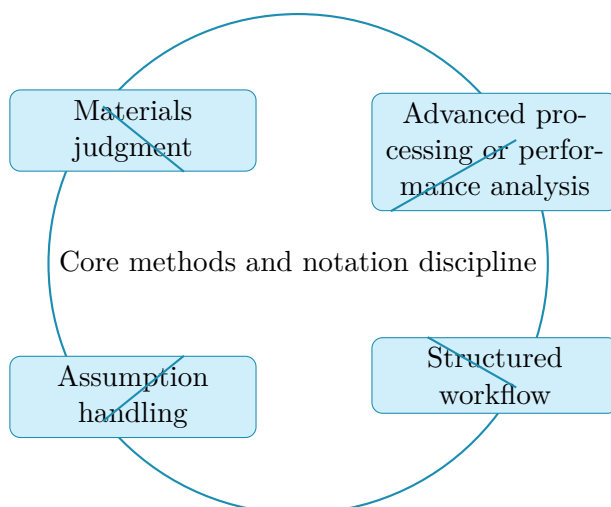 Materials
judgment
Advanced pro-
cessing or perfor-
mance analysis
Core methods and notation discipline
Assumption
handling
Structured
workflow